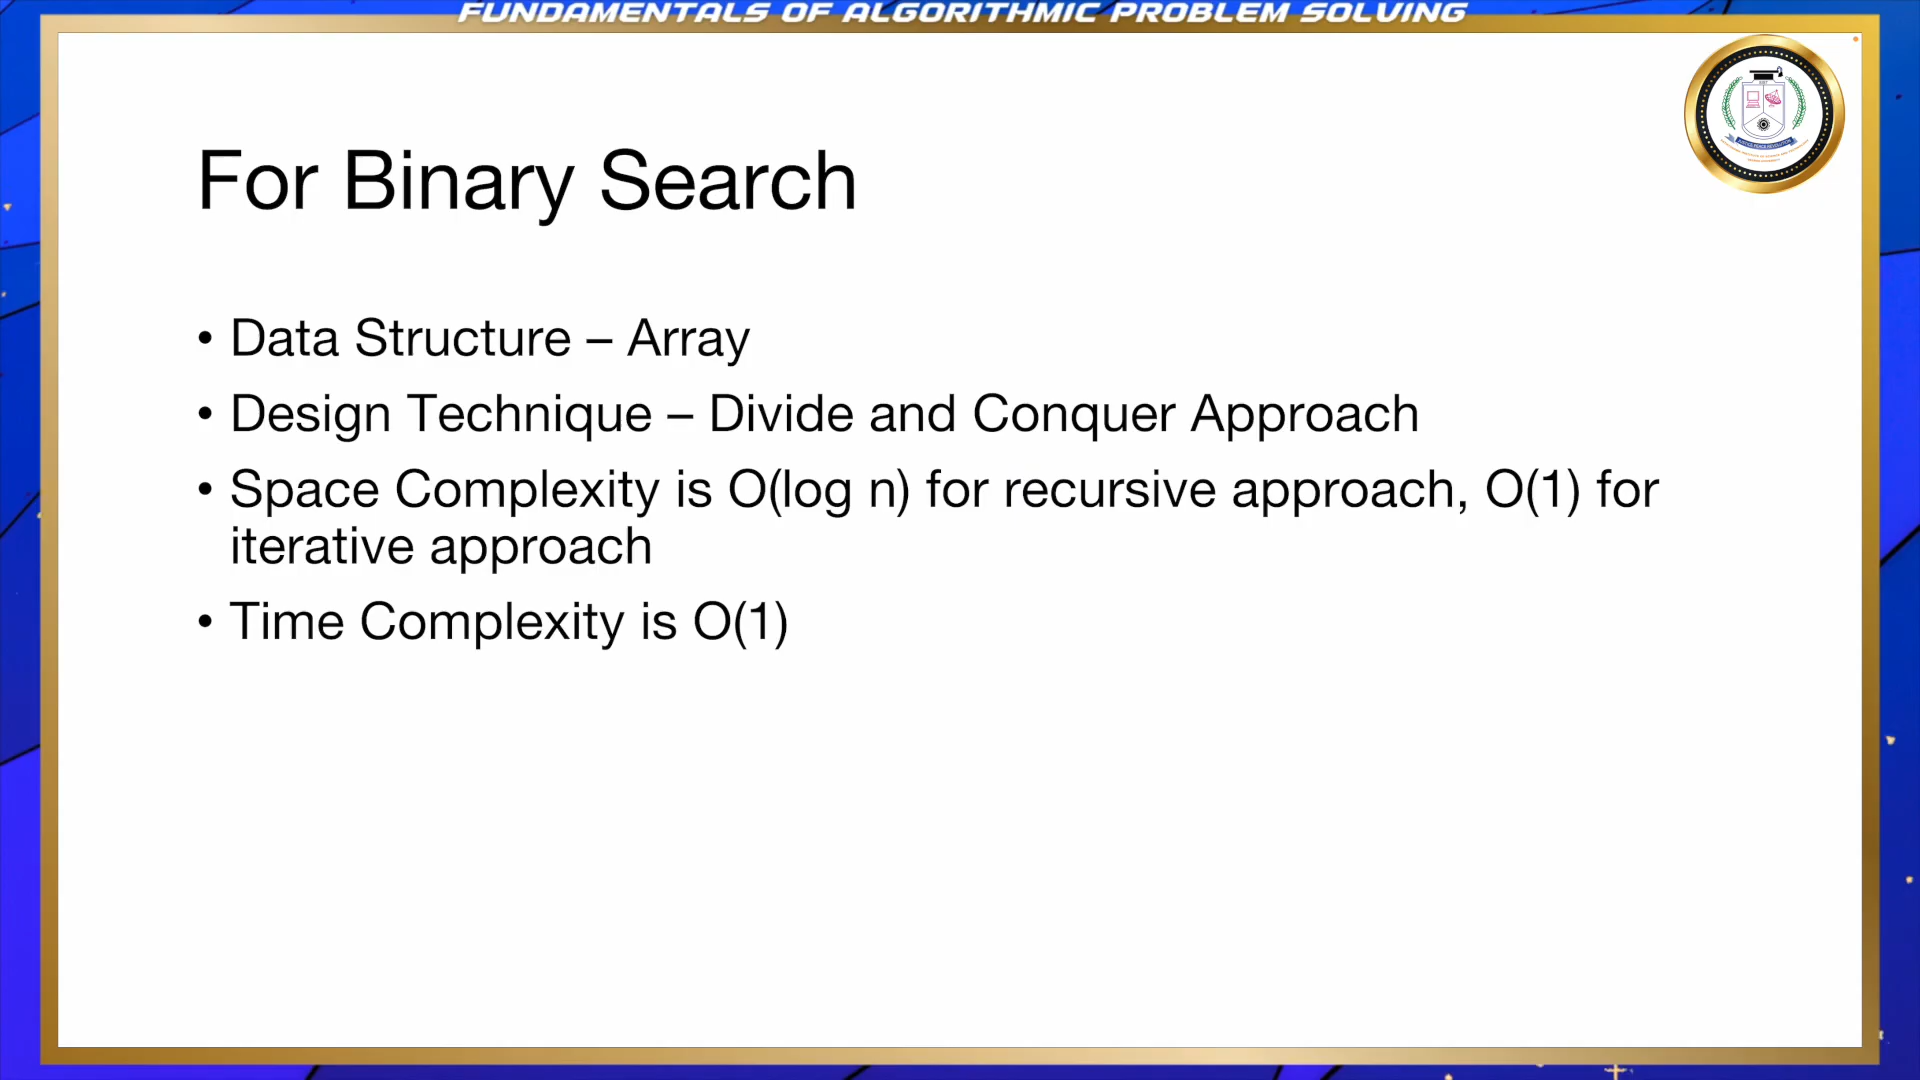 FUNDAMENTALS OF ALGORITHMIC PROBLEM SOLVING
For Binary Search
• Data Structure – Array
• Design Technique – Divide and Conquer Approach
• Space Complexity is O(log n) for recursive approach, O(1) for
iterative approach
• Time Complexity is O(1)